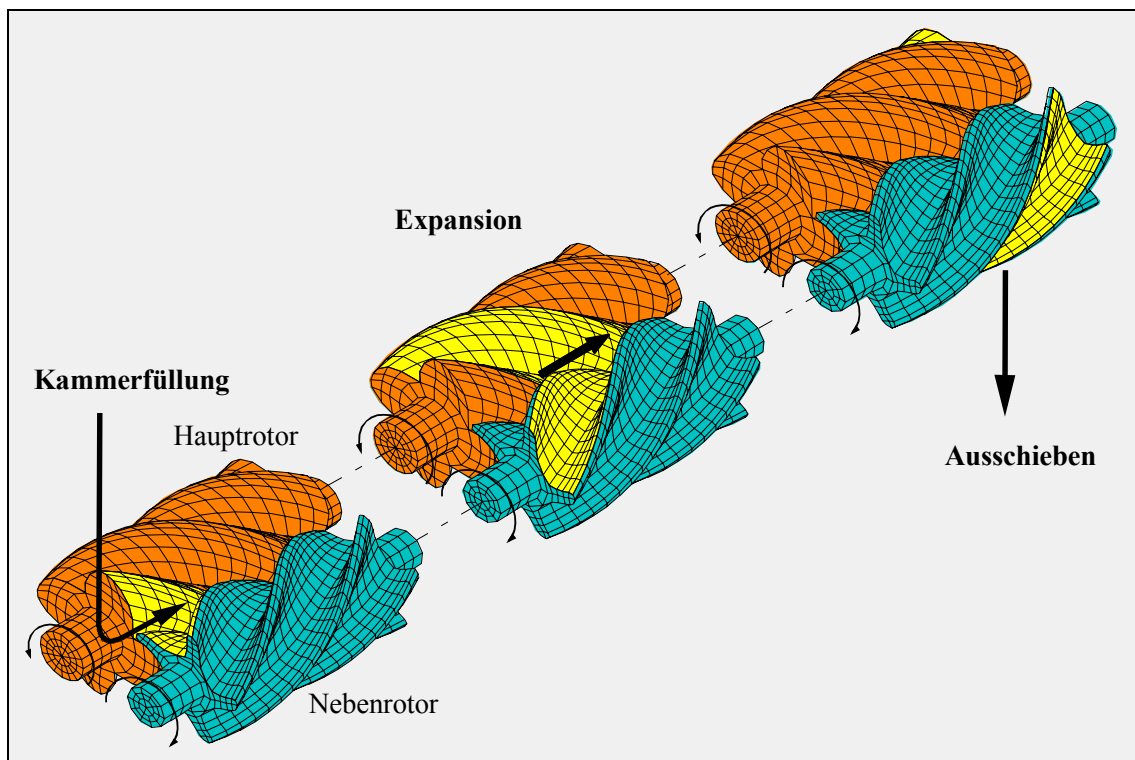 Expansion
Kammerfüllung
Hauptrotor
Ausschieben
Nebenrotor